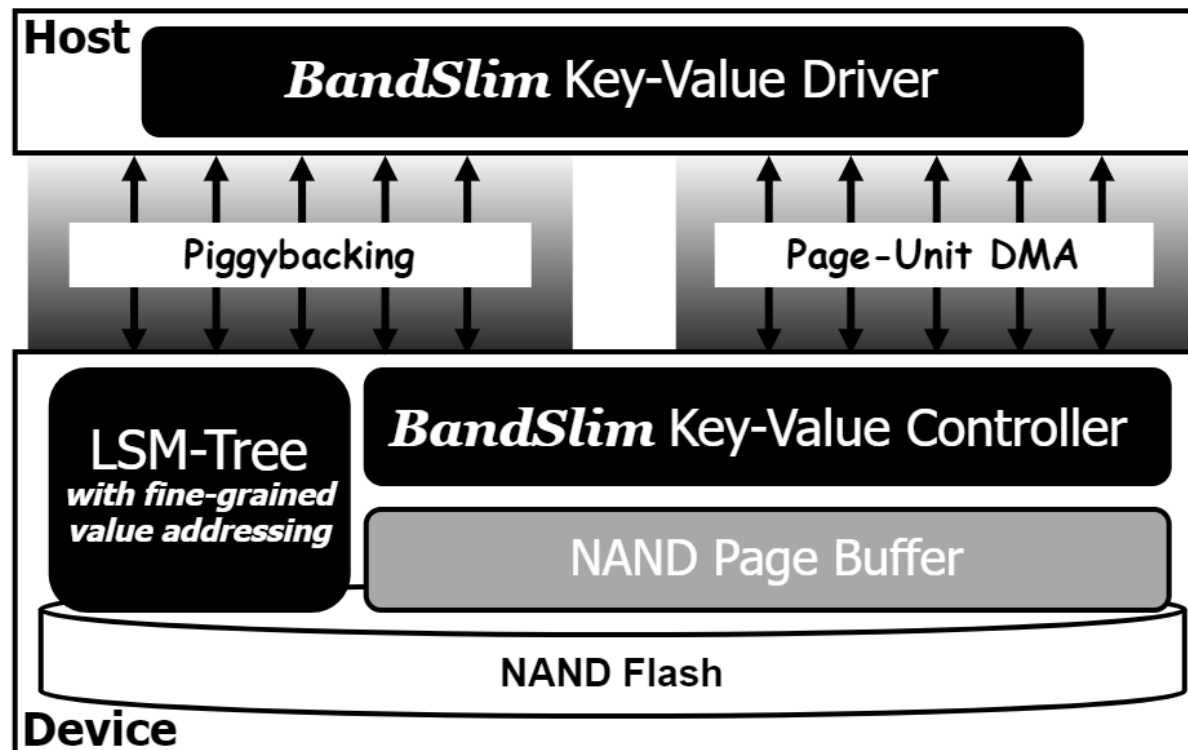 Host
BandSlim Key-Value Driver
Piggybacking
Page-Unit DMA
LSM-Tree
with fine-grained
value addressing
BandSlim Key-Value Controller
NAND Page Buffer
NAND Flash
Device